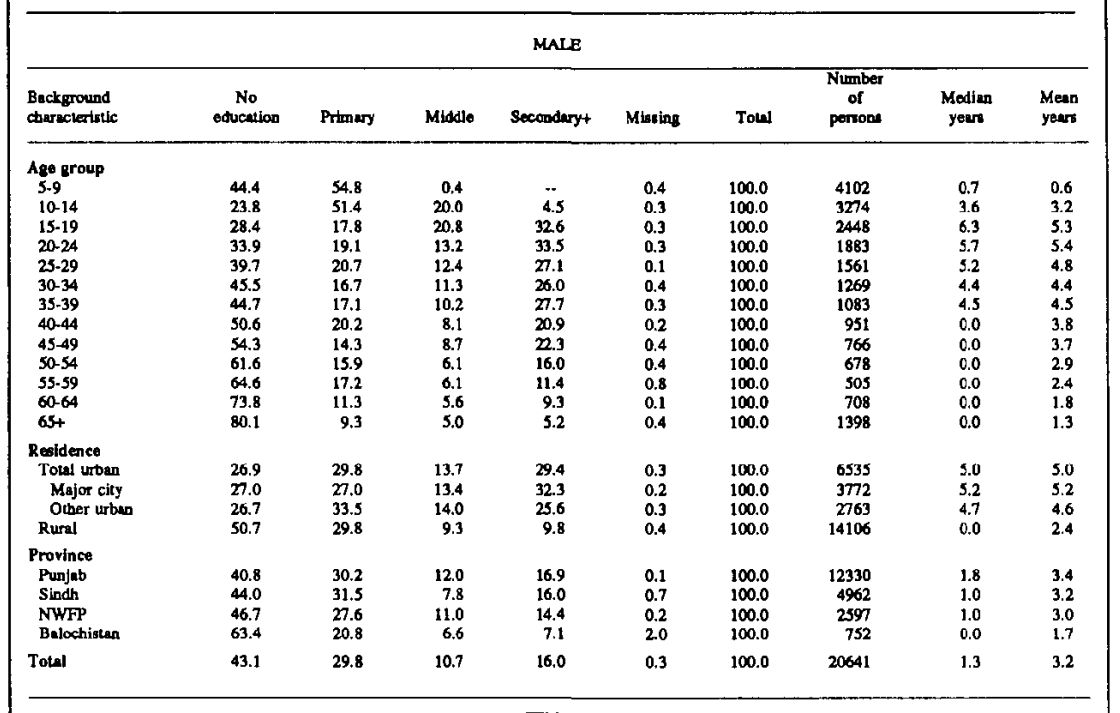 MALE
Number
Background No of Median Mean
characteristic education Primary Middle Secondary+ Missing Total persons years years
Age group
5-9 44.4 54.8 0.4 -- 0.4 100.0 4102 0.7 0.6
10-14 23.8 51.4 20.0 4.5 0.3 100.0 3274 3.6 3.2
15-19 28.4 17.8 20.8 32.6 0.3 100.0 2448 6.3 5.3
20-24 33.9 19.1 13.2 33.5 0.3 100.0 1883 5.7 5.4
25-29 39.7 20.7 12.4 27.1 0.1 100.0 1561 5.2 4.8
30-34 45.5 16.7 11.3 26.0 0.4 100.0 1269 4.4 4.4
35-39 44.7 17.1 10.2 27.7 0.3 100.0 1083 4.5 4.5
40-44 50.6 20.2 8.1 20.9 0.2 100.0 951 0.0 3.8
45-49 54.3 14.3 8.7 22.3 0.4 100.0 766 0.0 3.7
50-54 61.6 15.9 6.1 16.0 0.4 100.0 678 0.0 2.9
55-59 64.6 17.2 6.1 11.4 0.8 100.0 505 0.0 2.4
60-64 73.8 11.3 5.6 9.3 0.1 100.0 708 0.0 1.8
65+ 80.1 9.3 5.0 5.2 0.4 100.0 1398 0.0 1.3
Residence
Total urban 26.9 29.8 13.7 29.4 0.3 100.0 6535 5.0 5.0
Major city 27.0 27.0 13.4 32.3 0.2 100.0 3772 5.2 5.2
Other urban 26.7 33.5 14.0 25.6 0.3 100.0 2763 4.7 4.6
Rural 50.7 29.8 9.3 9.8 0.4 100.0 14106 0.0 2.4
Province
Punjab 40.8 30.2 12.0 16.9 0.1 100.0 12330 1.8 3.4
Sindh 44.0 31.5 7.8 16.0 0.7 100.0 4962 1.0 3.2
NWFP 46.7 27.6 11.0 14.4 0.2 100.0 2597 1.0 3.0
Balochistan 63.4 20.8 6.6 7.1 2.0 100.0 752 0.0 1.7
Total 43.1 29.8 10.7 16.0 0.3 100.0 20641 1.3 3.2